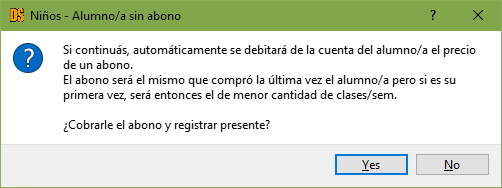 DS Niños - Alumno/a sin abono
? ×
?
Si continuás, automáticamente se debitará de la cuenta del alumno/a el precio
de un abono.
El abono será el mismo que compró la última vez el alumno/a pero si es su
primera vez, será entonces el de menor cantidad de clases/sem.
¿Cobrarle el abono y registrar presente?
Yes
No